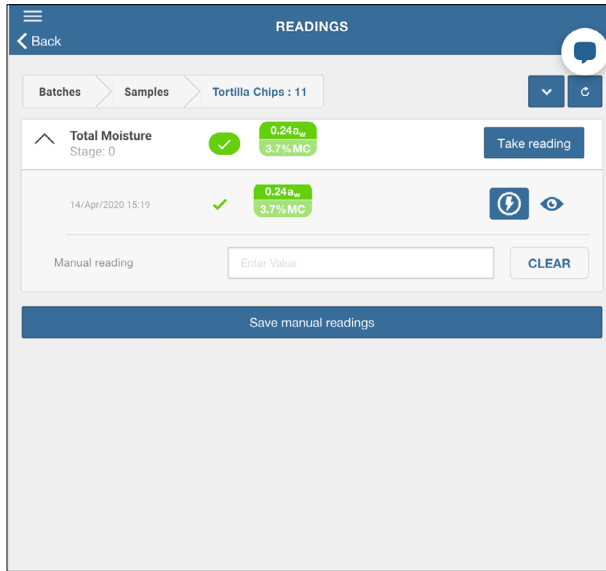 READINGS
Back
Batches
Samples
Tortilla Chips : 11
Total Moisture
Stage: 0
0.24aw
3.7%MC
Take reading
14/Apr/2020 15:19
0.24aw
3.7%MC
Manual reading
Enter Value
CLEAR
Save manual readings